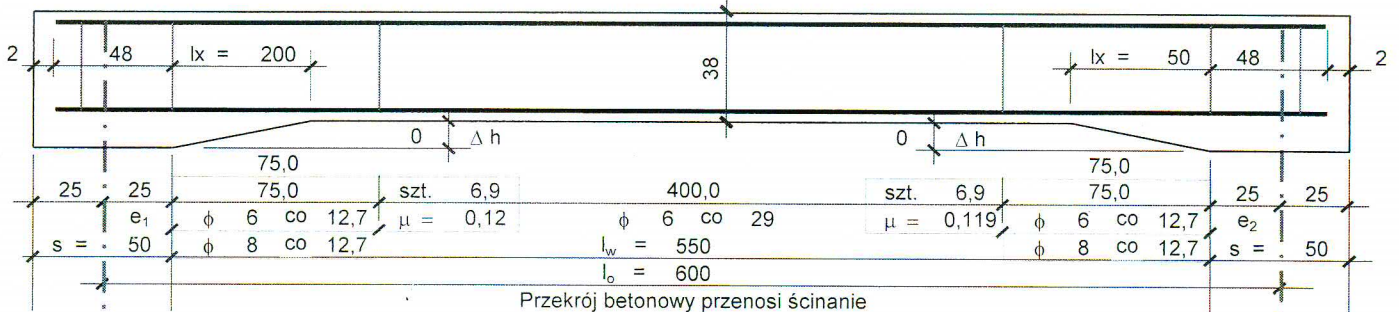 2 48 lx = 200 38 lx = 50 48 2
0 Δ h 0 Δ h
75,0 75,0
25 25 75,0 szt. 6,9 400,0 szt. 6,9 75,0 25 25
e₁ ϕ 6 co 12,7 μ = 0,12 ϕ 6 co 29 μ = 0,119 ϕ 6 co 12,7 e₂
s = 50 ϕ 8 co 12,7 l_w = 550 ϕ 8 co 12,7 s = 50
l_o = 600
Przekrój betonowy przenosi ścinanie